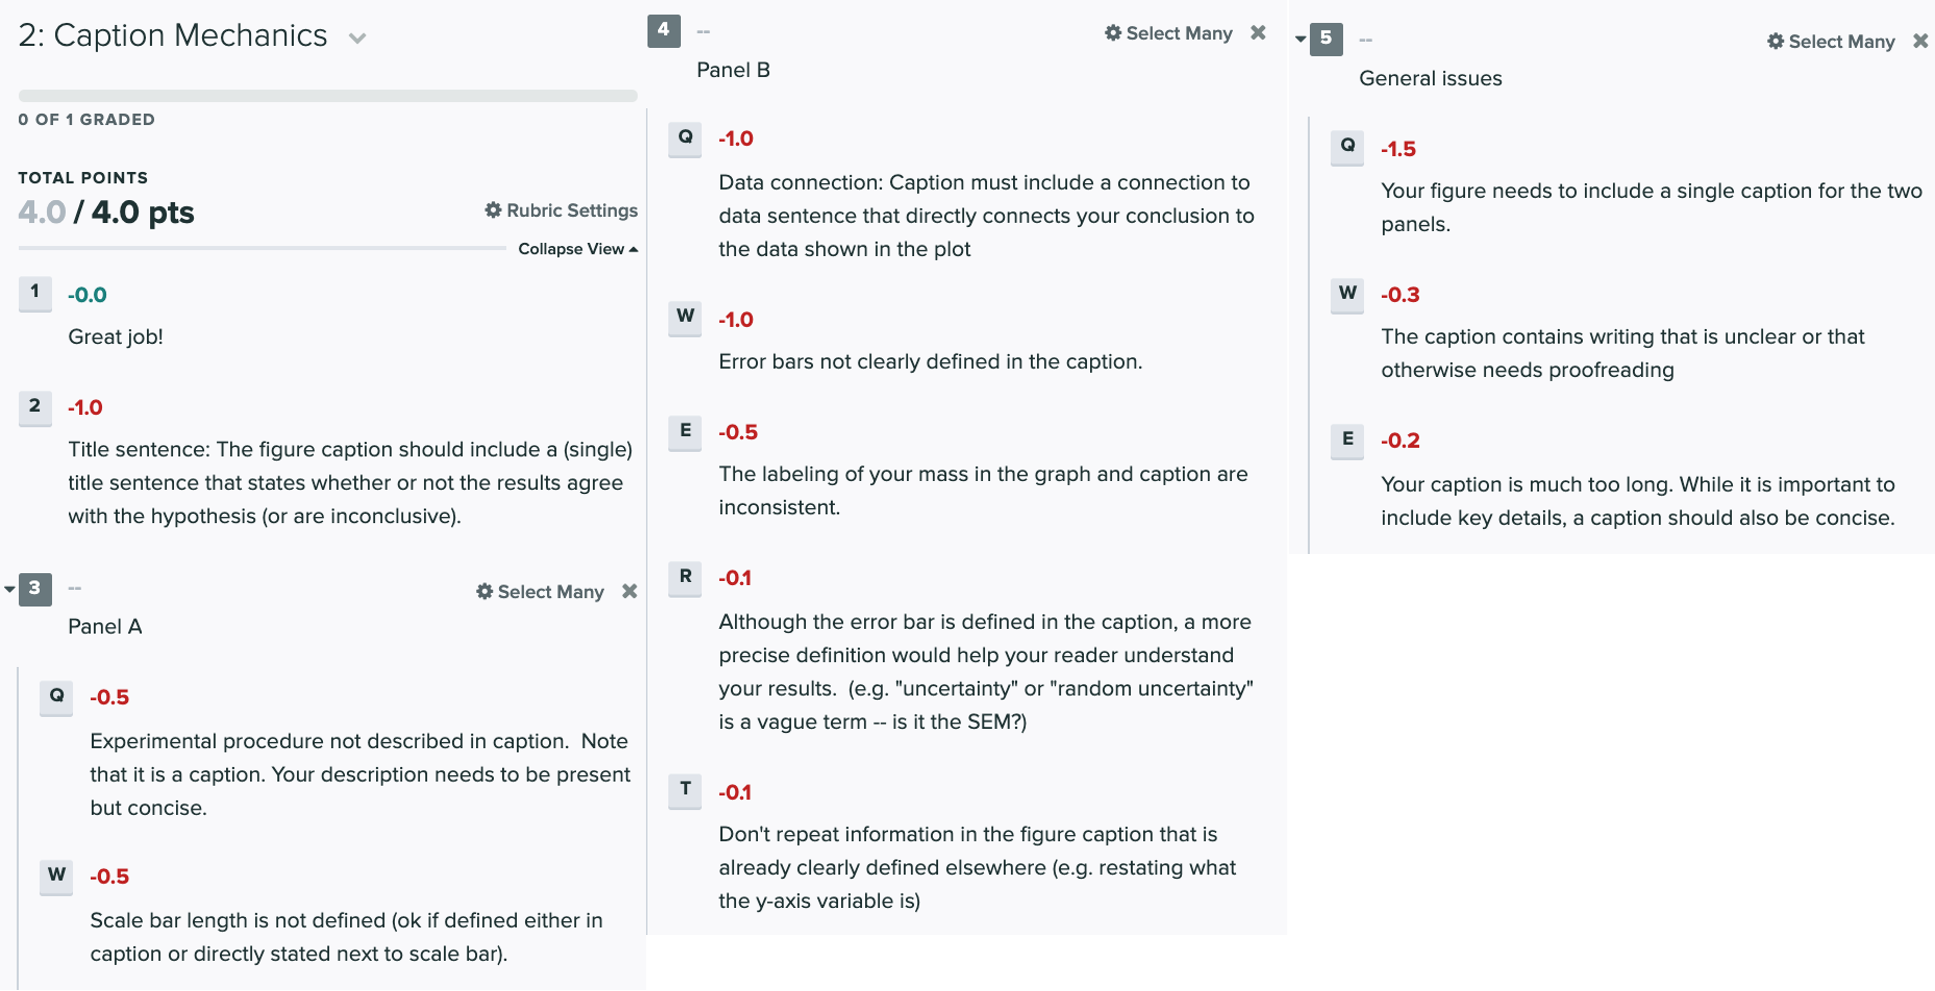 2: Caption Mechanics
0 OF 1 GRADED
TOTAL POINTS
4.0 / 4.0 pts
Rubric Settings
Collapse View
1
-0.0
Great job!
2
-1.0
Title sentence: The figure caption should include a (single)
title sentence that states whether or not the results agree
with the hypothesis (or are inconclusive).
3
--
Select Many
Panel A
Q
-0.5
Experimental procedure not described in caption.  Note
that it is a caption. Your description needs to be present
but concise.
W
-0.5
Scale bar length is not defined (ok if defined either in
caption or directly stated next to scale bar).
4
--
Select Many
Panel B
Q
-1.0
Data connection: Caption must include a connection to
data sentence that directly connects your conclusion to
the data shown in the plot
W
-1.0
Error bars not clearly defined in the caption.
E
-0.5
The labeling of your mass in the graph and caption are
inconsistent.
R
-0.1
Although the error bar is defined in the caption, a more
precise definition would help your reader understand
your results.  (e.g. "uncertainty" or "random uncertainty"
is a vague term -- is it the SEM?)
T
-0.1
Don't repeat information in the figure caption that is
already clearly defined elsewhere (e.g. restating what
the y-axis variable is)
5
--
Select Many
General issues
Q
-1.5
Your figure needs to include a single caption for the two
panels.
W
-0.3
The caption contains writing that is unclear or that
otherwise needs proofreading
E
-0.2
Your caption is much too long. While it is important to
include key details, a caption should also be concise.